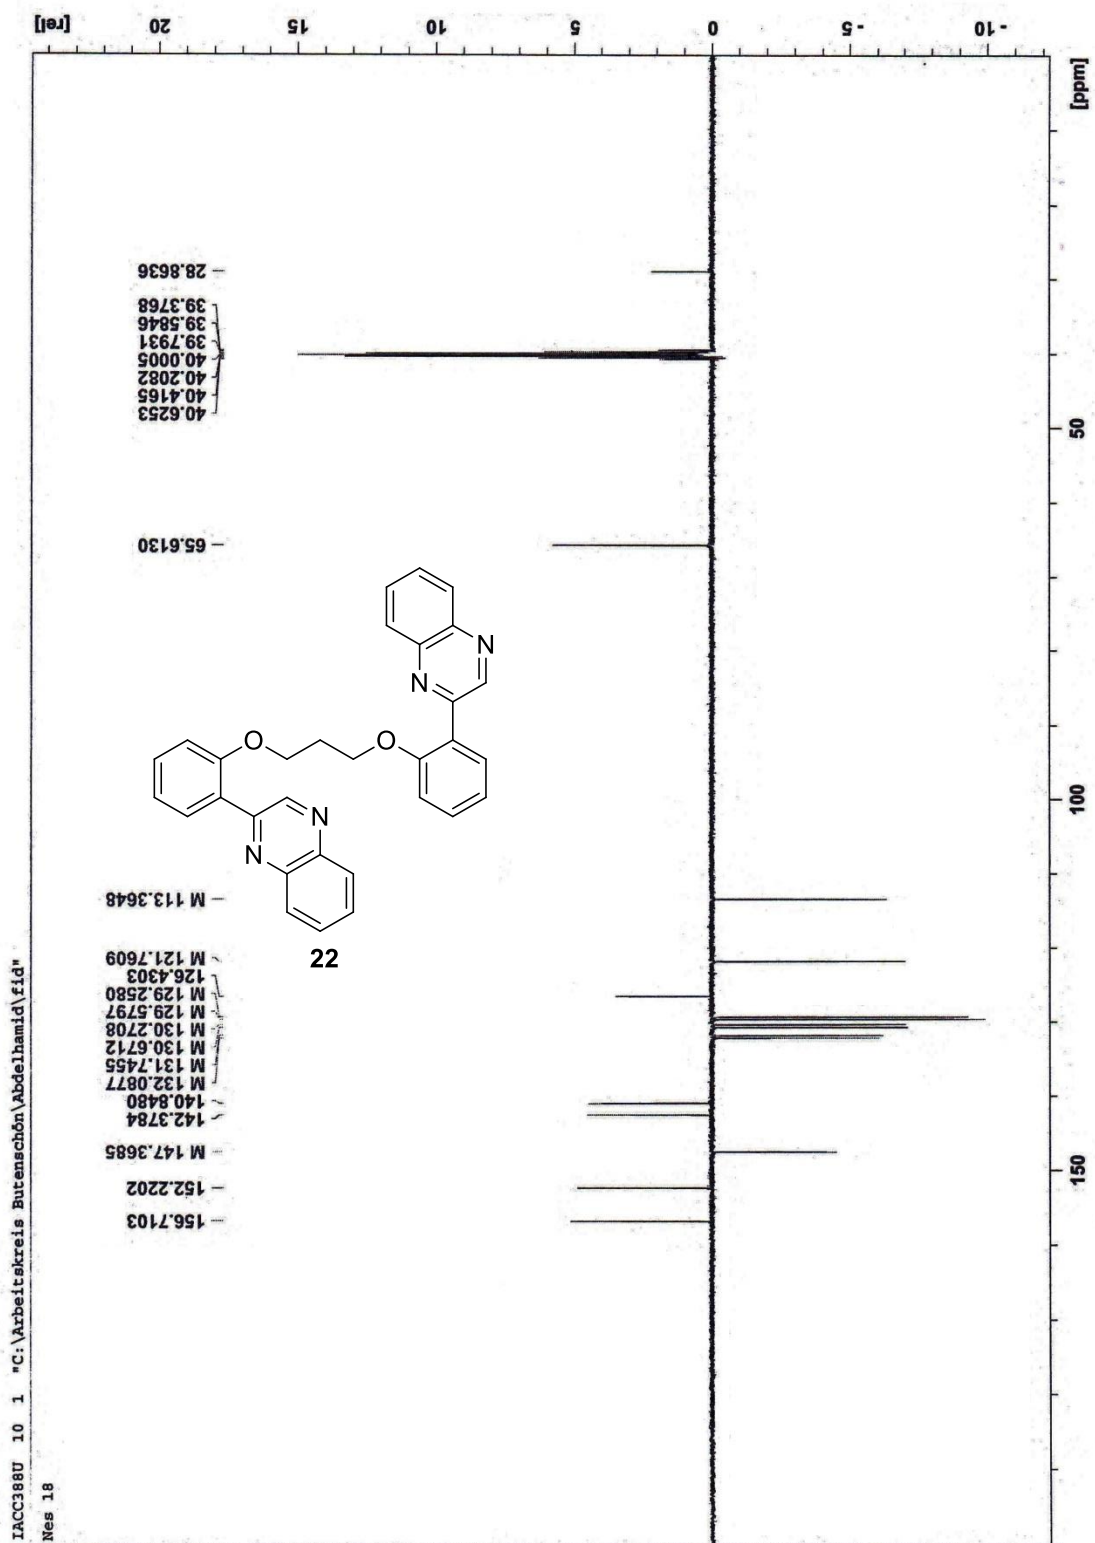 IACC388U 10 1 "C:\Arbeitskreis Butenschön\Abdelhamid\fid"
Nes 18
[rel] 20 15 10 5 0 -5 -10
[ppm]
50
100
150
28.8636
39.3768
39.5846
39.7931
40.0005
40.2082
40.4165
40.6253
65.6130
M 113.3648
M 121.7609
126.4303
M 129.2580
M 129.5797
M 130.2708
M 130.6712
M 131.7455
M 132.0877
140.8480
142.3784
M 147.3685
152.2202
156.7103
N
N
O
O
N
N
22